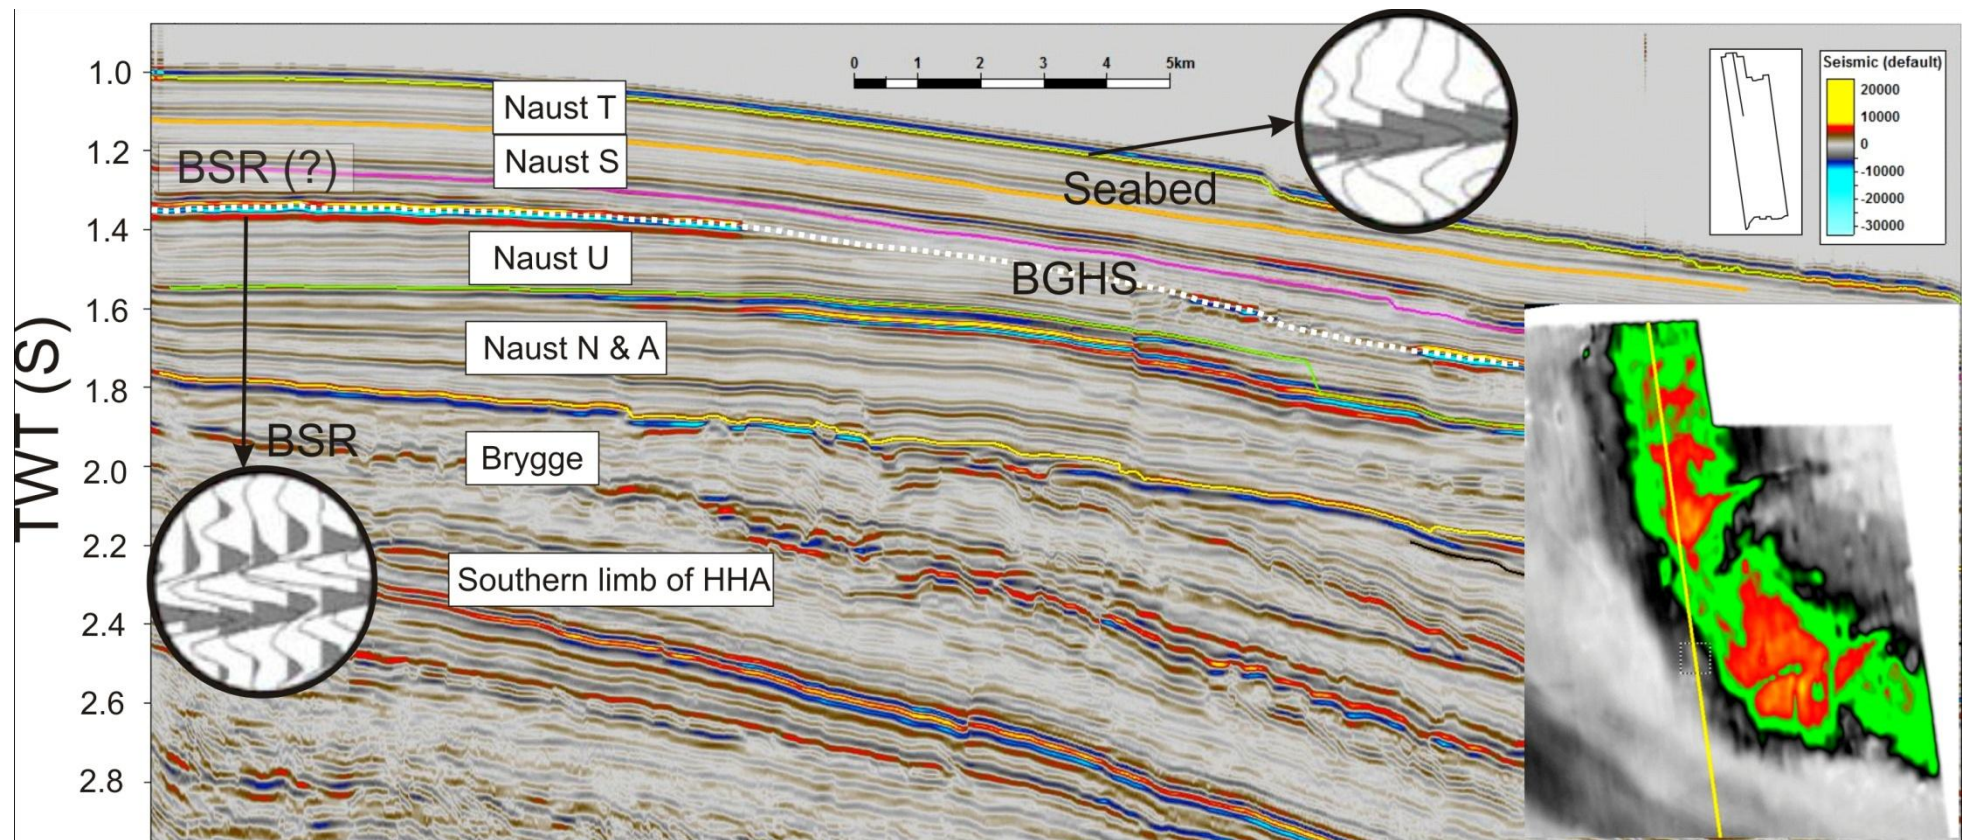 TWT (S)
1.0
1.2
1.4
1.6
1.8
2.0
2.2
2.4
2.6
2.8
0 1 2 3 4 5km
Seismic (default)
20000
10000
0
-10000
-20000
-30000
Naust T
Naust S
BSR (?)
Seabed
Naust U
BGHS
Naust N & A
BSR
Brygge
Southern limb of HHA